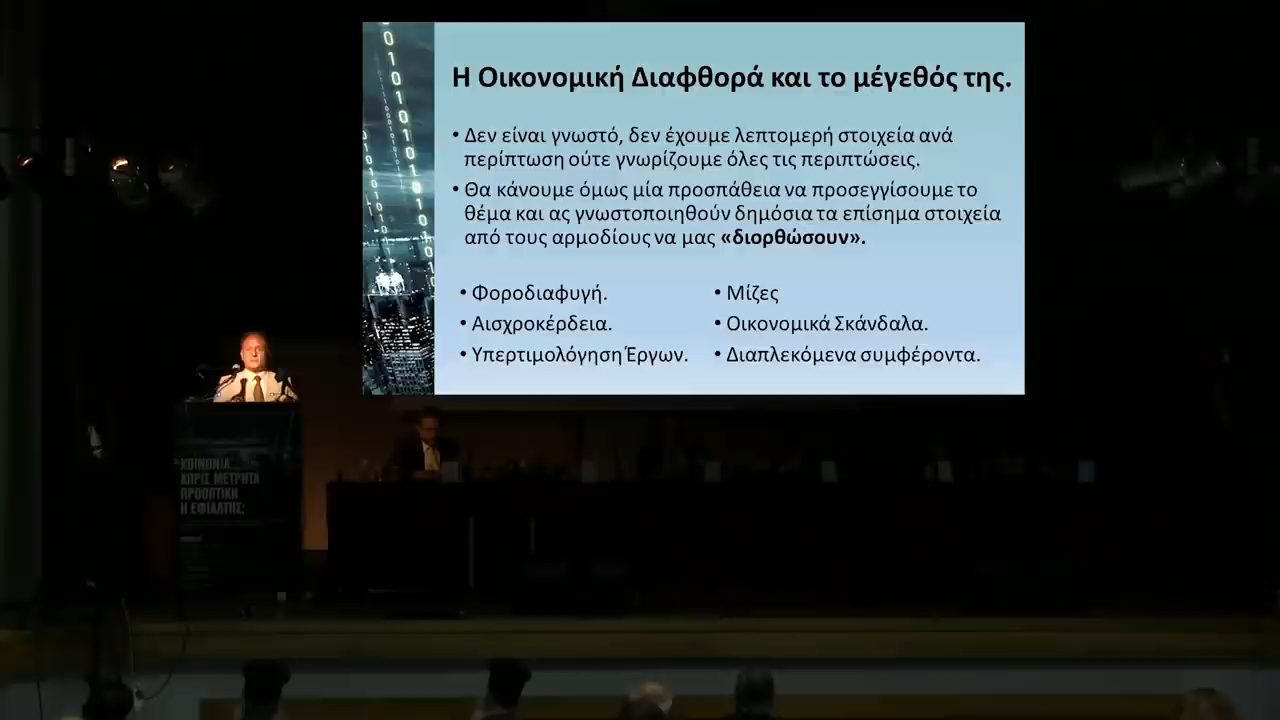 Η Οικονομική Διαφθορά και το μέγεθός της.
• Δεν είναι γνωστό, δεν έχουμε λεπτομερή στοιχεία ανά
περίπτωση ούτε γνωρίζουμε όλες τις περιπτώσεις.
• Θα κάνουμε όμως μία προσπάθεια να προσεγγίσουμε το
θέμα και ας γνωστοποιηθούν δημόσια τα επίσημα στοιχεία
από τους αρμοδίους να μας «διορθώσουν».
• Φοροδιαφυγή.
• Αισχροκέρδεια.
• Υπερτιμολόγηση Έργων.
• Μίζες
• Οικονομικά Σκάνδαλα.
• Διαπλεκόμενα συμφέροντα.
ΚΟΙΝΩΝΙΑ
ΧΩΡΙΣ ΜΕΤΡΗΤΑ
ΠΡΟΟΠΤΙΚΗ
Η ΕΦΙΑΛΤΗΣ;